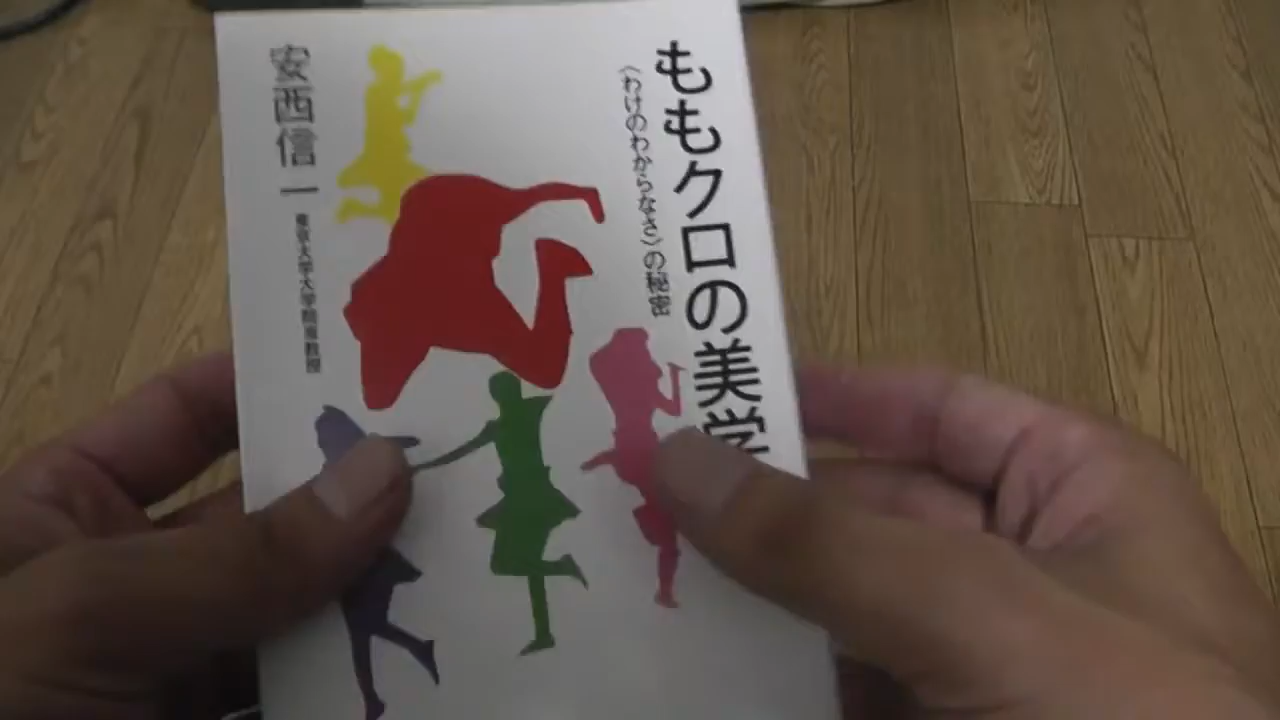 ももクロの美学
〈わけのわからなさ〉の秘密
安西信一
東京大学大学院准教授